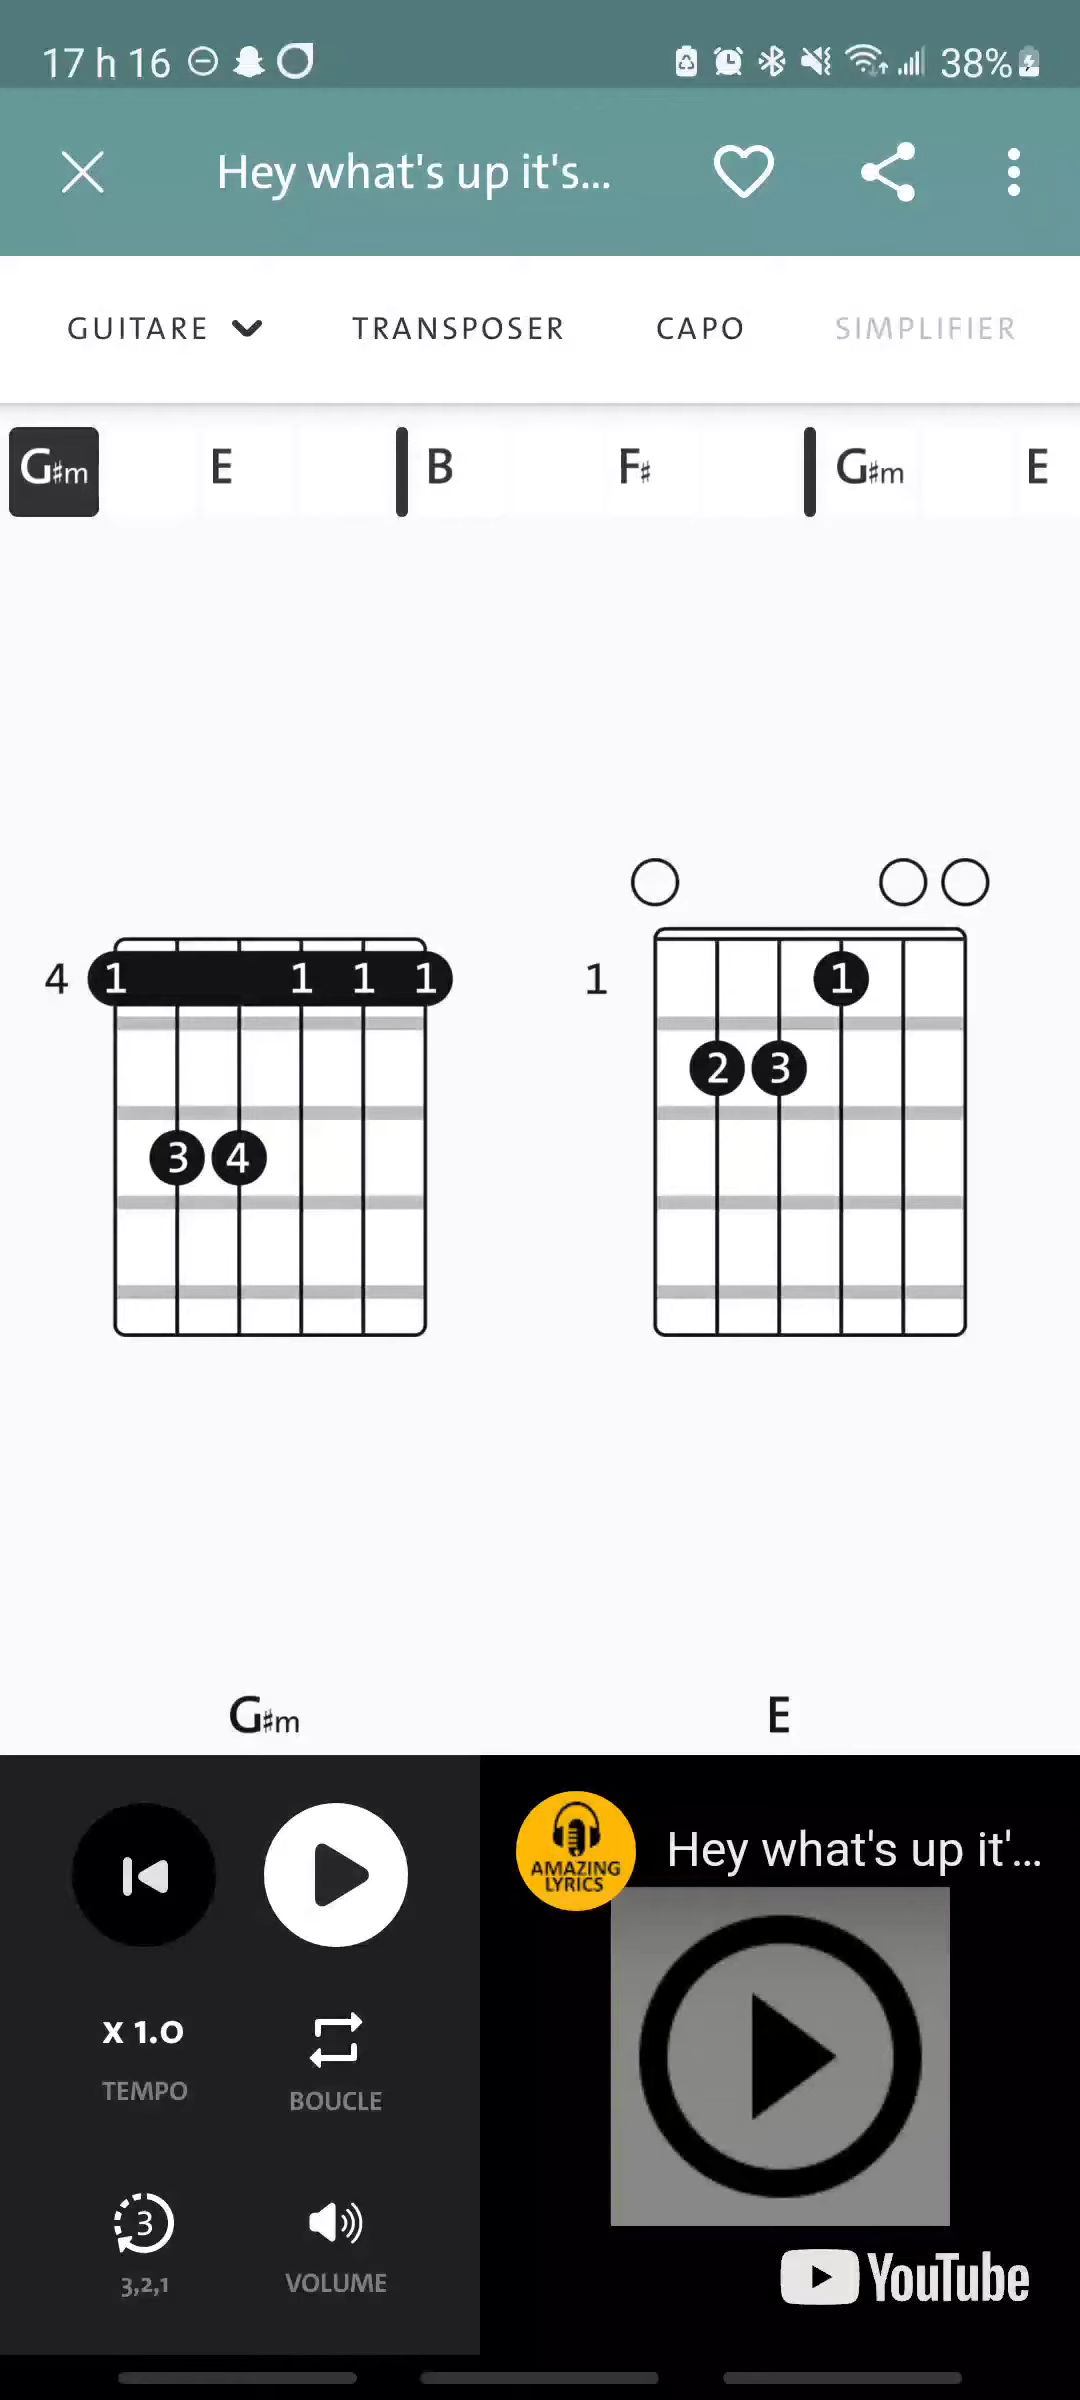 17 h 16 38%
Hey what's up it's...
GUITARE TRANSPOSER CAPO SIMPLIFIER
G♯m E B F♯ G♯m E
4 1 1 1 1 1 1
2 3
3 4
G♯m E
AMAZING LYRICS Hey what's up it'...
X 1.0
TEMPO BOUCLE
3
3,2,1 VOLUME
YouTube